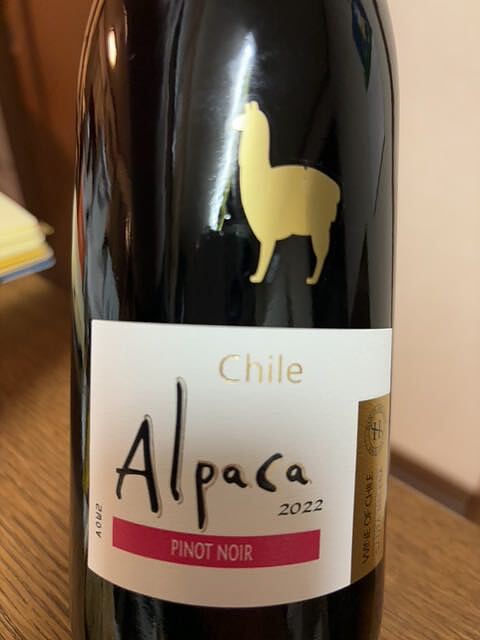 Chile
Alpaca
2022
PINOT NOIR
WINE OF CHILE